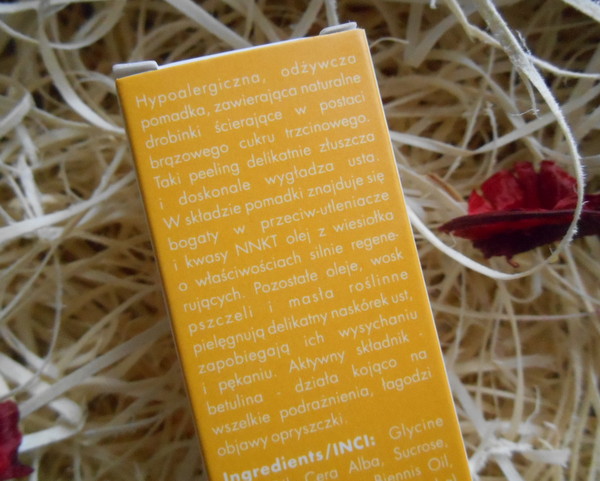 Hypoalergiczna, odżywcza
pomadka, zawierająca naturalne
drobinki ścierające w postaci
brązowego cukru trzcinowego.
Taki peeling delikatnie złuszcza
i doskonale wygładza usta.
W składzie pomadki znajduje się
bogaty w przeciw-utleniacze
i kwasy NNKT olej z wiesiołka
o właściwościach silnie regene-
rujących. Pozostałe oleje, wosk
pszczeli i masła roślinne
pielęgnują delikatny naskórek ust,
zapobiegają ich wysychaniu
i pękaniu. Aktywny składnik -
betulina - działa kojąco na
wszelkie podrażnienia, łagodzi
objawy opryszczki.
Ingredients/INCI: Glycine
Cera Alba, Sucrose,
Biennis Oil,